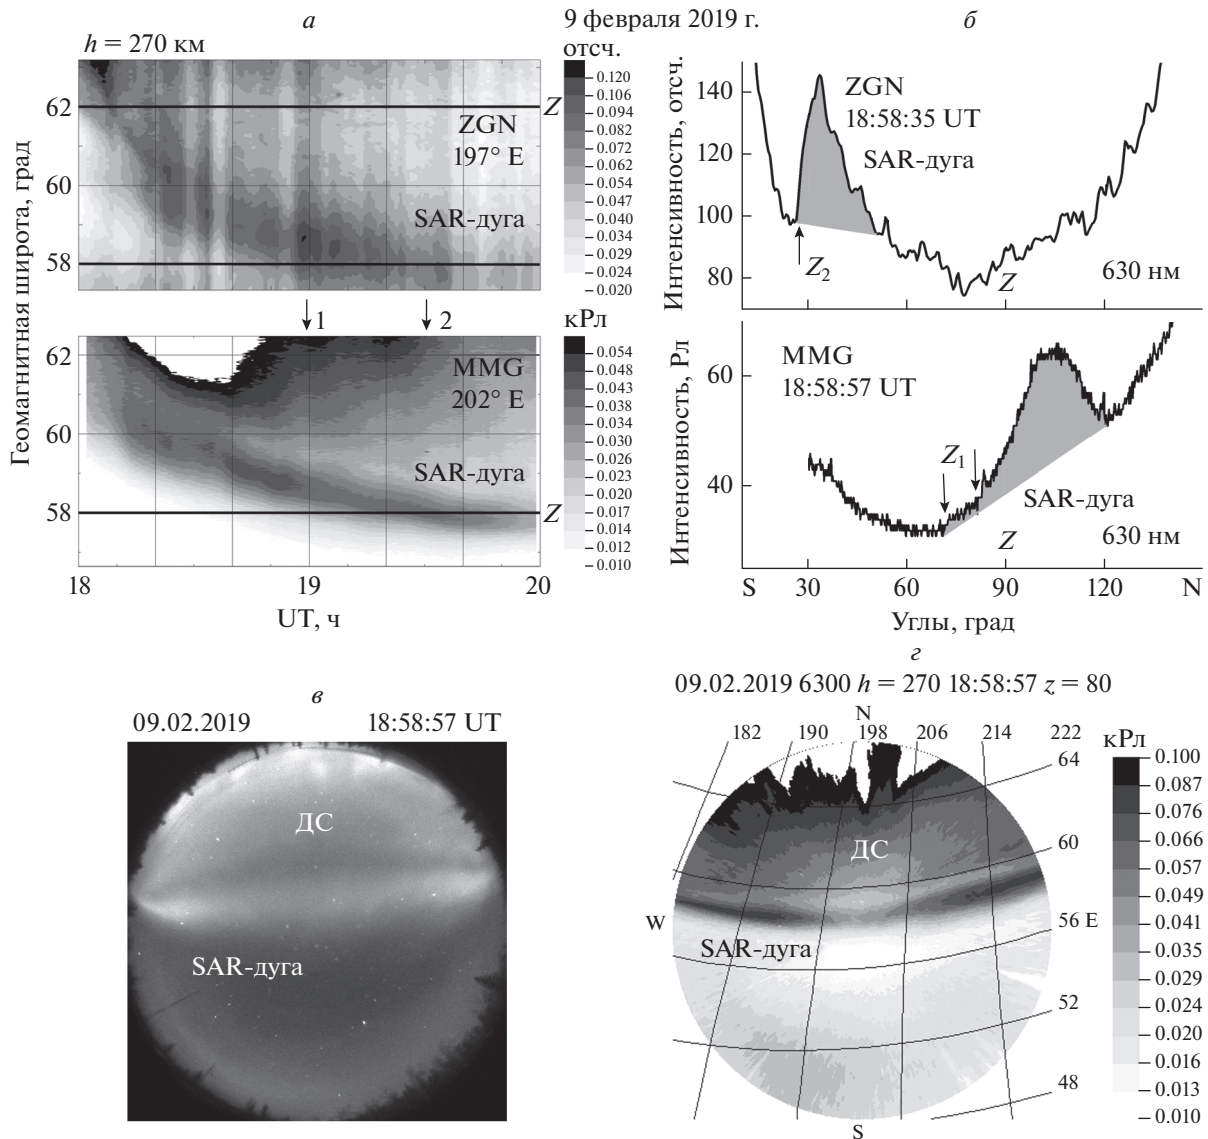 а
9 февраля 2019 г.
б
h = 270 км
отсч.
Геомагнитная широта, град
62
60
58
Z
ZGN
197° E
SAR-дуга
0.120
0.106
0.094
0.082
0.072
0.062
0.054
0.047
0.040
0.034
0.029
0.024
0.020
1
2
кРл
62
60
58
MMG
202° E
SAR-дуга
Z
0.054
0.048
0.043
0.038
0.034
0.030
0.026
0.023
0.020
0.017
0.014
0.012
0.010
18
19
20
UT, ч
Интенсивность, отсч.
140
120
100
80
ZGN
18:58:35 UT
SAR-дуга
Z2
Z
630 нм
Интенсивность, Рл
60
40
MMG
18:58:57 UT
Z1
SAR-дуга
Z
630 нм
S
30
60
90
120
N
Углы, град
в
09.02.2019
18:58:57 UT
ДС
SAR-дуга
г
09.02.2019 6300 h = 270 18:58:57 z = 80
N
182
190
198
206
214
222
64
60
56 E
52
48
W
S
ДС
SAR-дуга
кРл
0.100
0.087
0.076
0.066
0.057
0.049
0.041
0.035
0.029
0.024
0.020
0.016
0.013
0.010